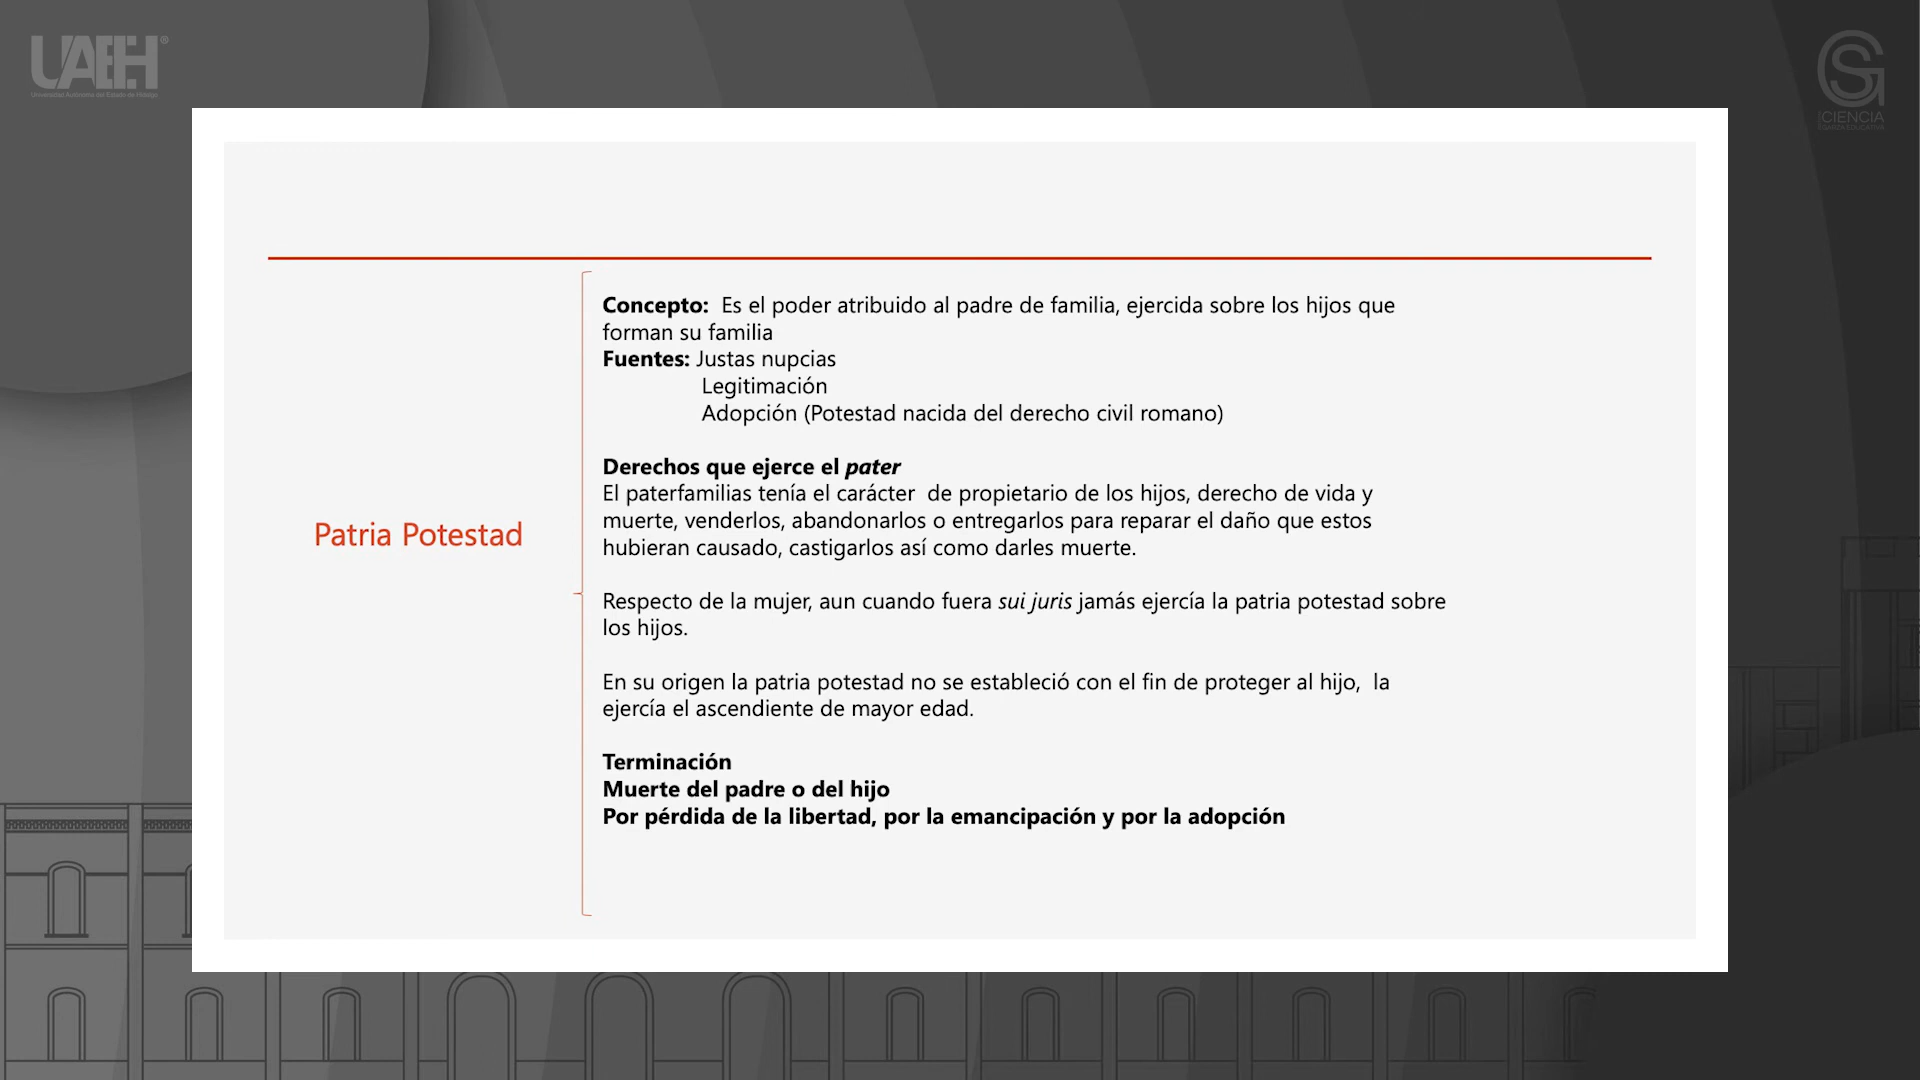 UAEH®
Universidad Autónoma del Estado de Hidalgo
CIENCIA
Concepto:  Es el poder atribuido al padre de familia, ejercida sobre los hijos que
forman su familia
Fuentes: Justas nupcias
Legitimación
Adopción (Potestad nacida del derecho civil romano)
Derechos que ejerce el pater
El paterfamilias tenía el carácter  de propietario de los hijos, derecho de vida y
muerte, venderlos, abandonarlos o entregarlos para reparar el daño que estos
hubieran causado, castigarlos así como darles muerte.
Patria Potestad
Respecto de la mujer, aun cuando fuera sui juris jamás ejercía la patria potestad sobre
los hijos.
En su origen la patria potestad no se estableció con el fin de proteger al hijo,  la
ejercía el ascendiente de mayor edad.
Terminación
Muerte del padre o del hijo
Por pérdida de la libertad, por la emancipación y por la adopción